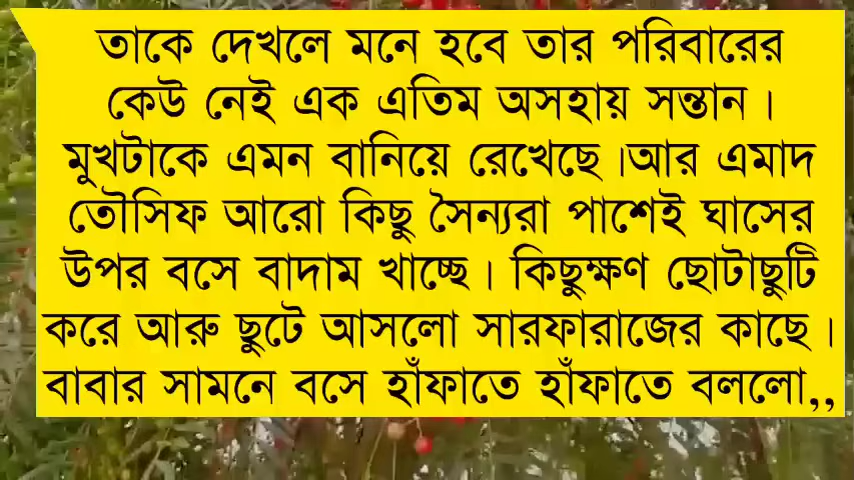 তাকে দেখলে মনে হবে তার পরিবারের
কেউ নেই এক এতিম অসহায় সন্তান।
মুখটাকে এমন বানিয়ে রেখেছে।আর এমাদ
তৌসিফ আরো কিছু সৈন্যরা পাশেই ঘাসের
উপর বসে বাদাম খাচ্ছে। কিছুক্ষণ ছোটাছুটি
করে আরু ছুটে আসলো সারফারাজের কাছে।
বাবার সামনে বসে হাঁফাতে হাঁফাতে বললো,,